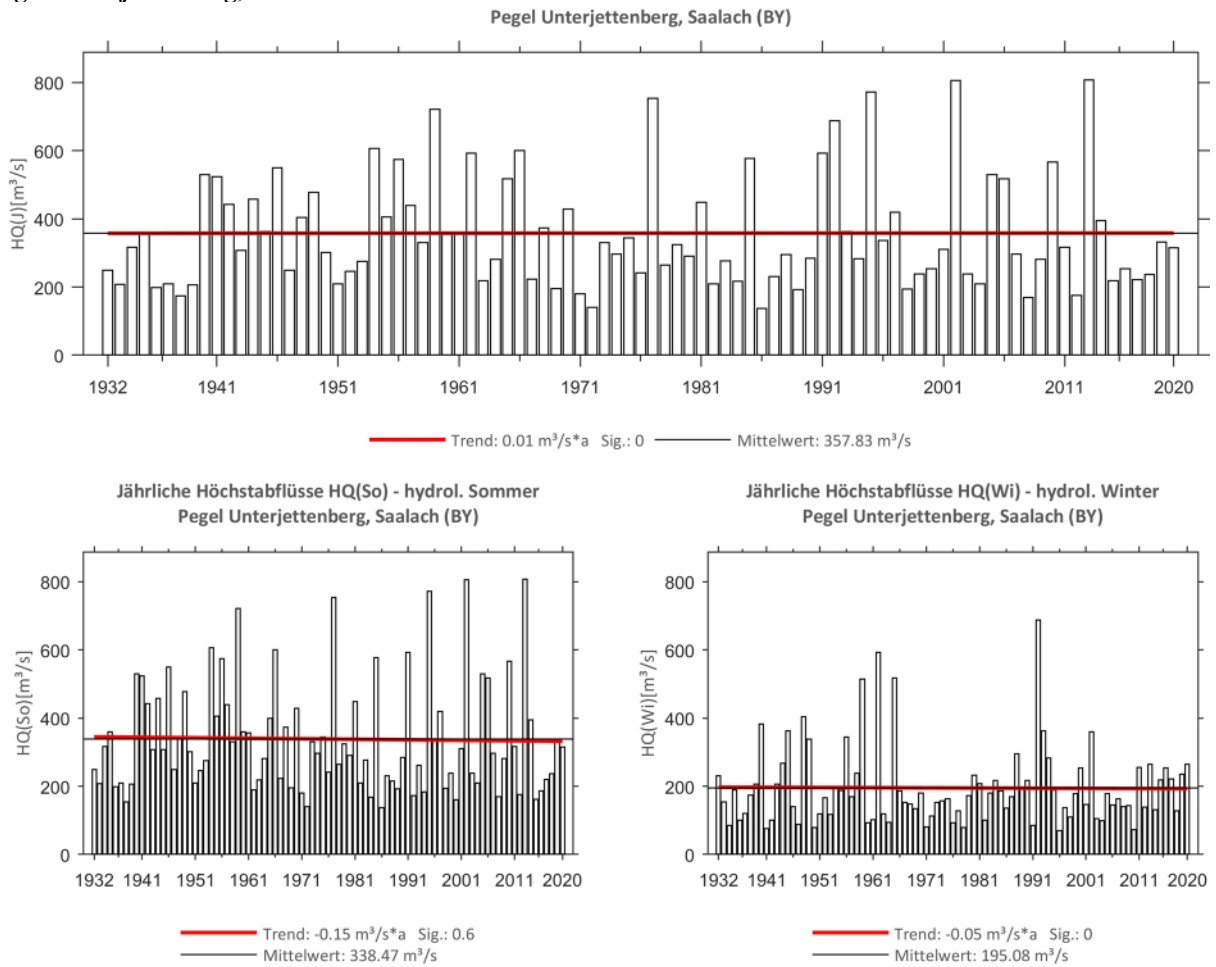 Pegel Unterjettenberg, Saalach (BY)
HQ(J)[m³/s]
800
600
400
200
0
1932 1941 1951 1961 1971 1981 1991 2001 2011 2020
Trend: 0.01 m³/s*a Sig.: 0 Mittelwert: 357.83 m³/s
Jährliche Höchstabflüsse HQ(So) - hydrol. Sommer
Pegel Unterjettenberg, Saalach (BY)
HQ(So)[m³/s]
800
600
400
200
0
1932 1941 1951 1961 1971 1981 1991 2001 2011 2020
Trend: -0.15 m³/s*a Sig.: 0.6
Mittelwert: 338.47 m³/s
Jährliche Höchstabflüsse HQ(Wi) - hydrol. Winter
Pegel Unterjettenberg, Saalach (BY)
HQ(Wi)[m³/s]
800
600
400
200
0
1932 1941 1951 1961 1971 1981 1991 2001 2011 2020
Trend: -0.05 m³/s*a Sig.: 0
Mittelwert: 195.08 m³/s